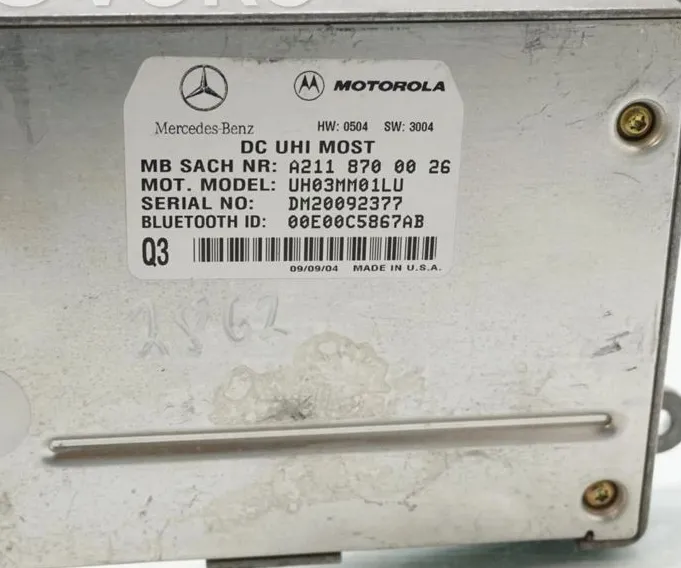 MOTOROLA
Mercedes-Benz
HW: 0504 SW: 3004
DC UHI MOST
MB SACH NR: A211 870 00 26
MOT. MODEL: UH03MM01LU
SERIAL NO: DM20092377
BLUETOOTH ID: 00E00C5867AB
Q3
09/09/04 MADE IN U.S.A.